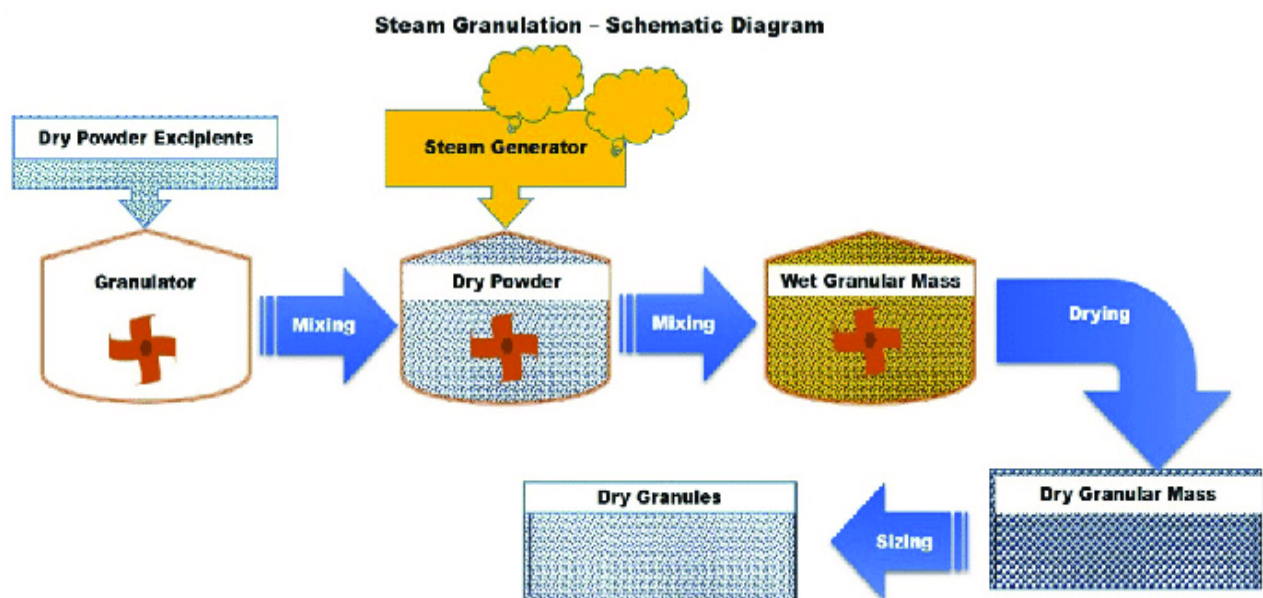 Steam Granulation – Schematic Diagram
Dry Powder Excipients
Steam Generator
Granulator
Mixing
Dry Powder
Mixing
Wet Granular Mass
Drying
Dry Granular Mass
Sizing
Dry Granules